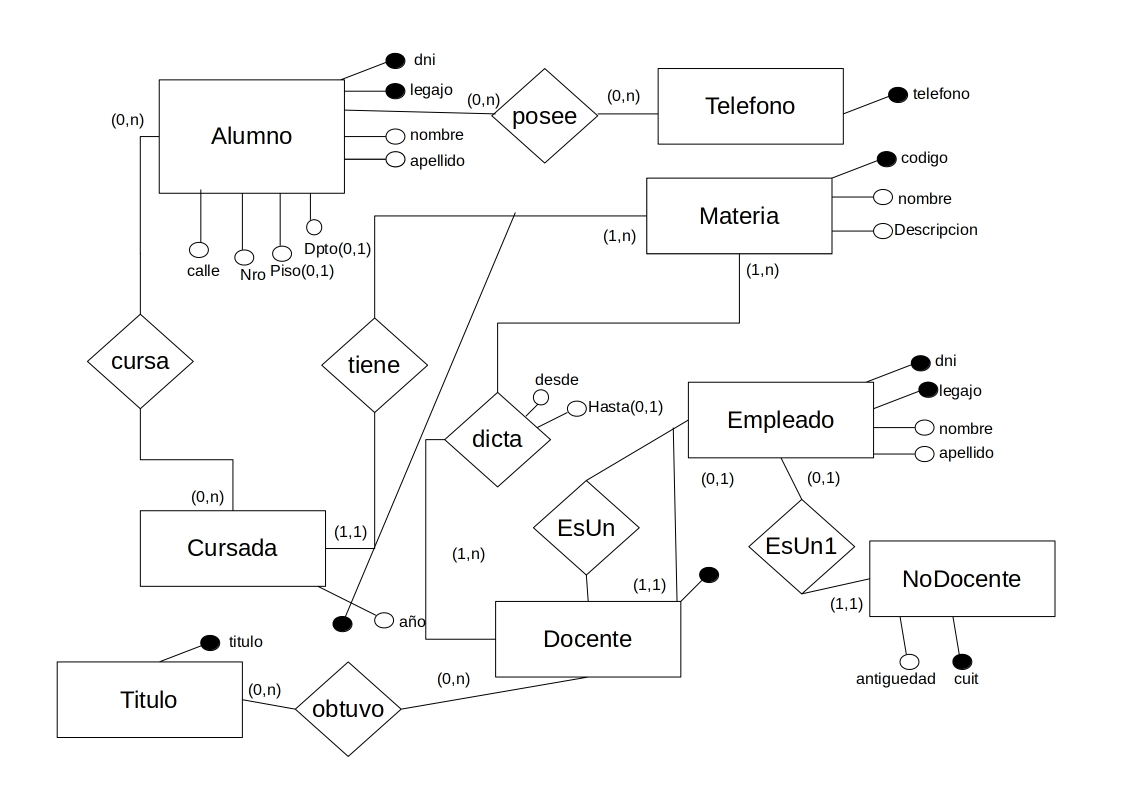 dni
legajo
(0,n)
(0,n)
posee
(0,n)
Telefono
telefono
Alumno
nombre
apellido
codigo
Materia
nombre
Descripcion
(1,n)
(1,n)
calle
Nro
Piso(0,1)
Dpto(0,1)
cursa
tiene
desde
Hasta(0,1)
dicta
dni
legajo
Empleado
nombre
apellido
(0,1)
(0,1)
(0,n)
(1,1)
Cursada
(1,n)
EsUn
EsUn1
(1,1)
NoDocente
(1,1)
año
Docente
antiguedad
cuit
titulo
Titulo
(0,n)
obtuvo
(0,n)